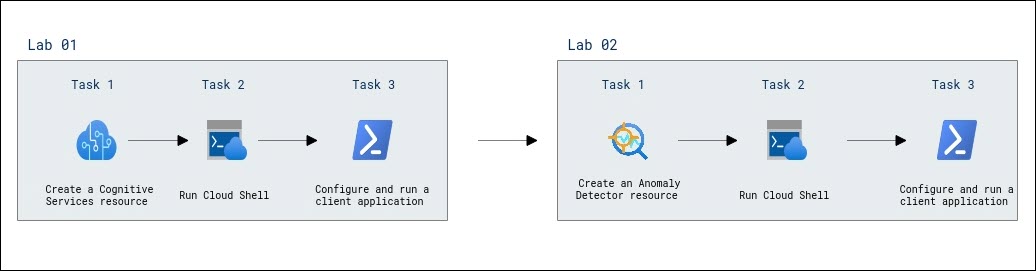 Lab 01
Task 1
Task 2
Task 3
Create a Cognitive
Services resource
Run Cloud Shell
Configure and run a
client application
Lab 02
Task 1
Task 2
Task 3
Create an Anomaly
Detector resource
Run Cloud Shell
Configure and run a
client application